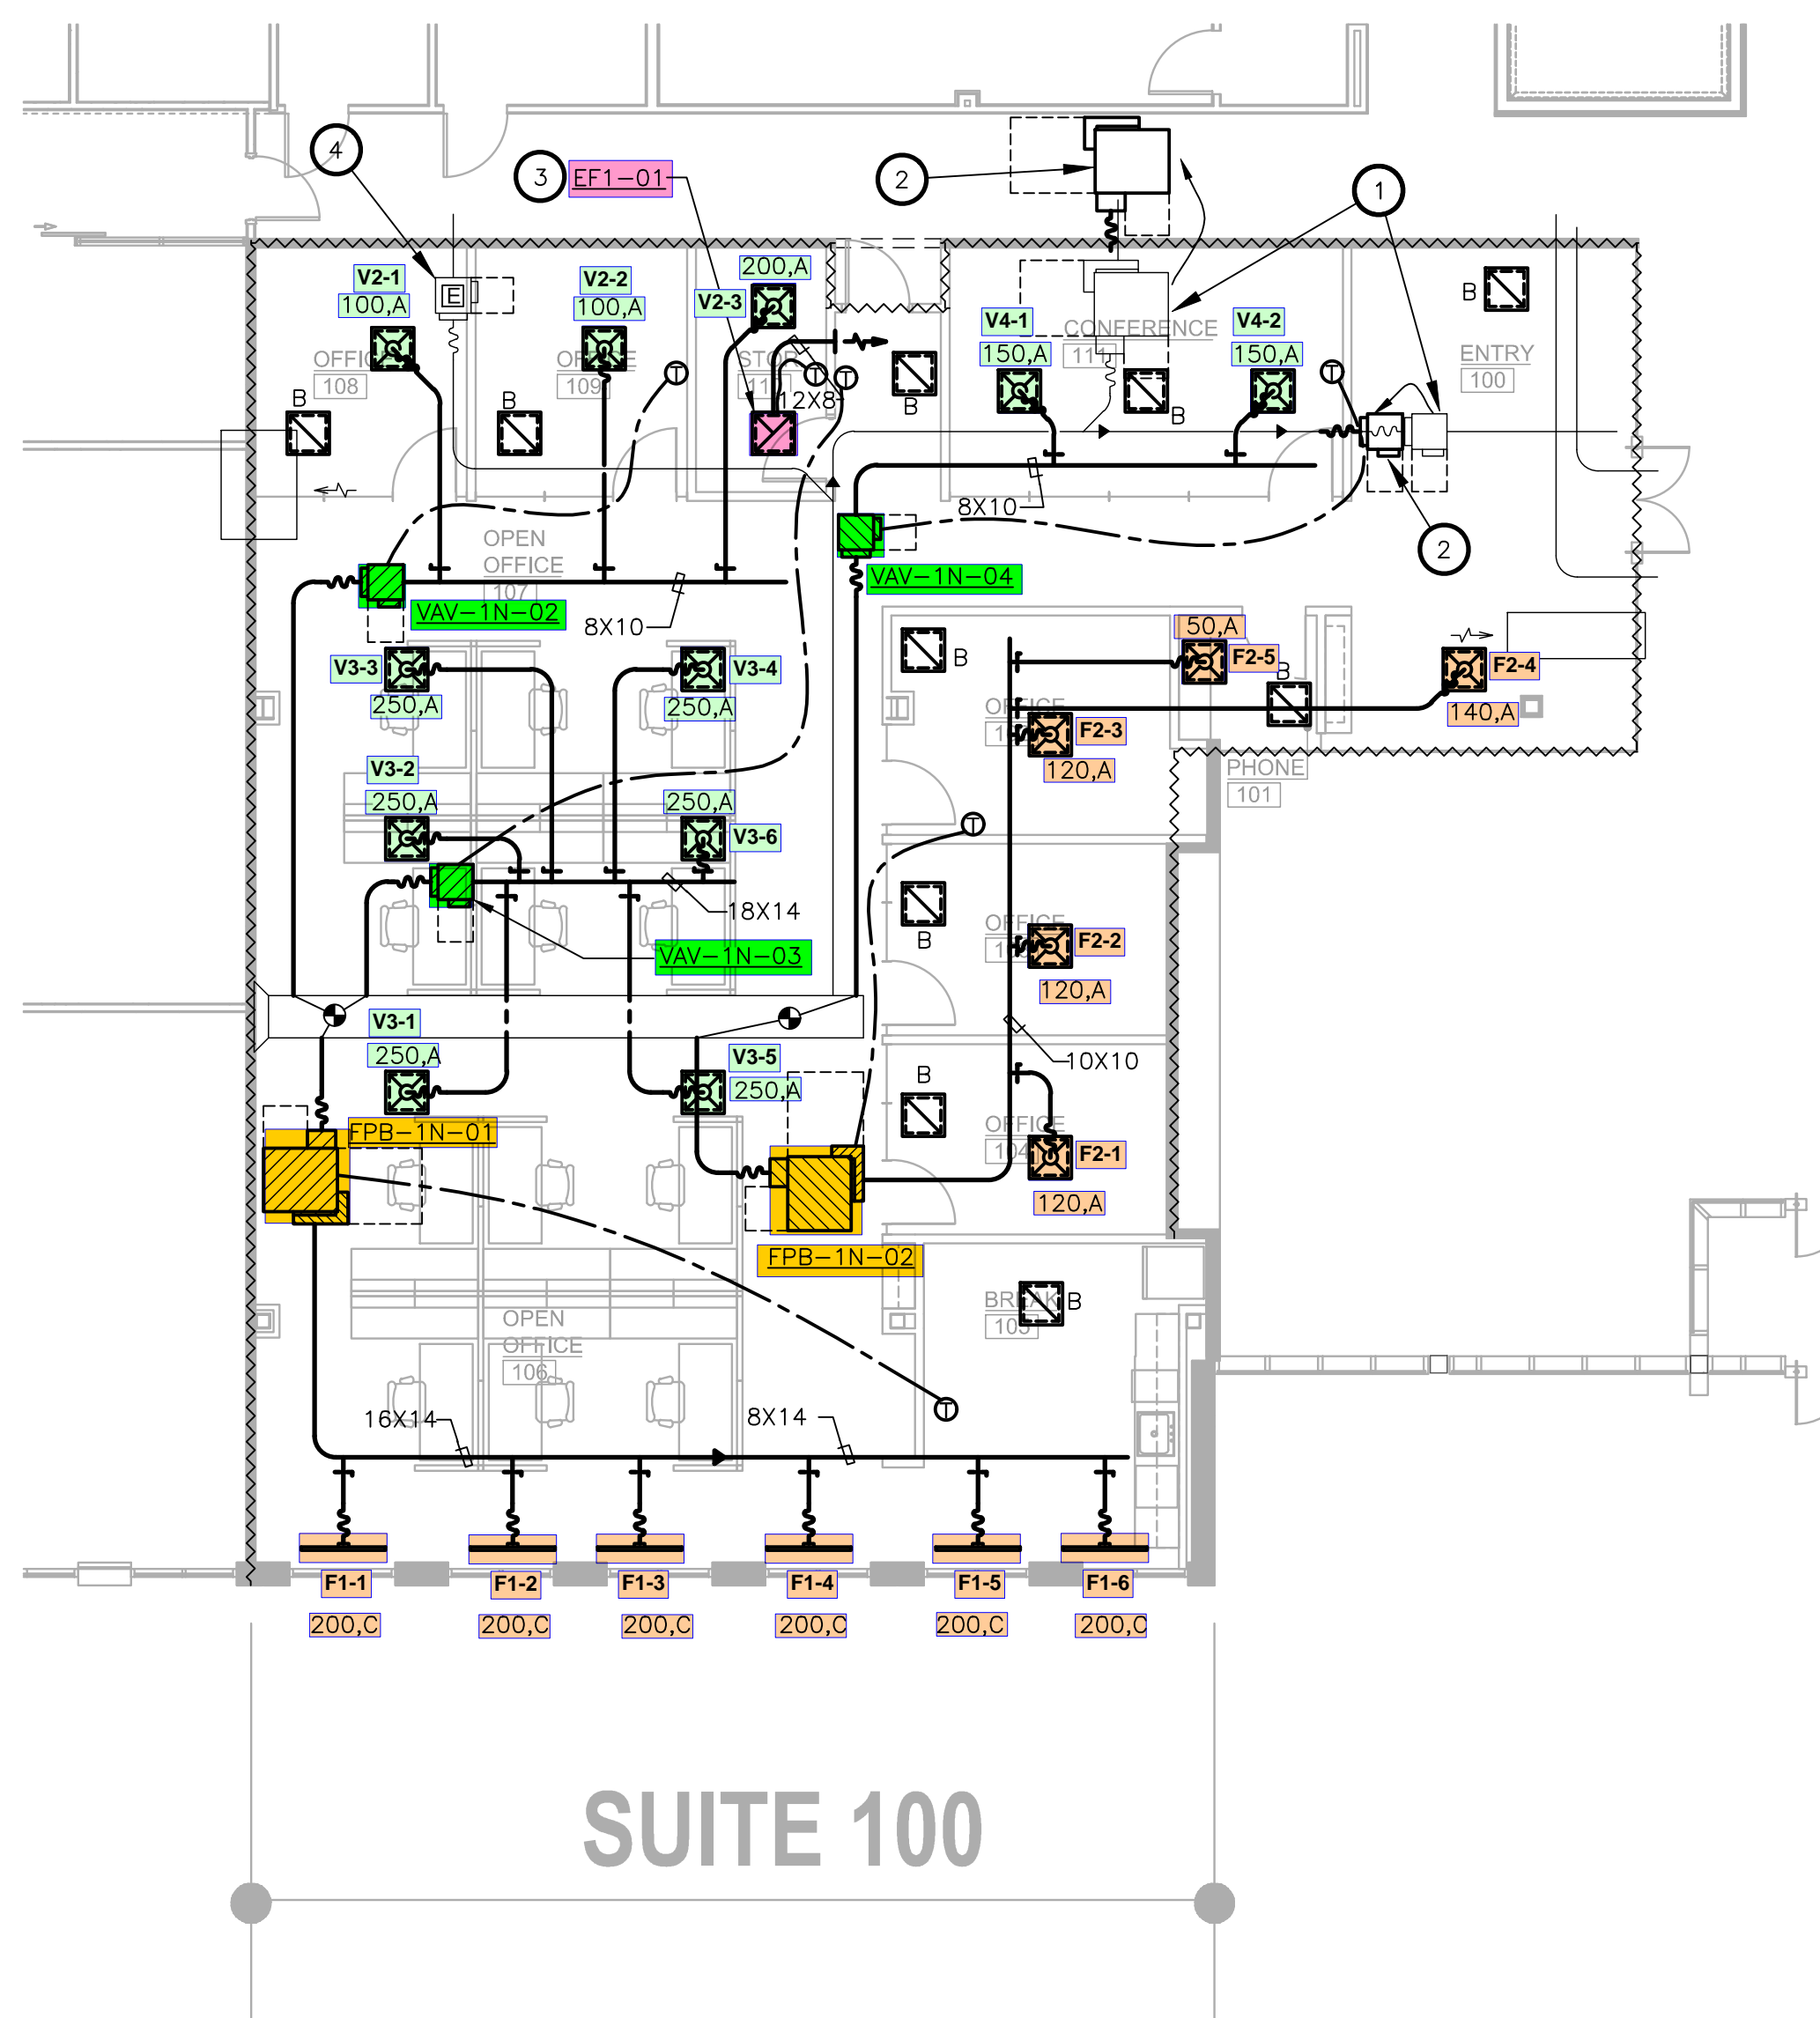 4
3
EF1-01
2
1
V2-1
100,A
E
V2-2
100,A
200,A
V2-3
V4-1
150,A
CONFERENCE
111
V4-2
150,A
B
ENTRY
100
OFFICE
108
109
T
T
T
T
12X8
B
B
B
B
8X10
2
OPEN
OFFICE
107
VAV-1N-02
8X10
VAV-1N-04
V3-3
250,A
V3-4
250,A
B
50,A
F2-5
B
F2-4
140,A
OFFICE
F2-3
120,A
PHONE
101
V3-2
250,A
250,A
V3-6
T
18X14
VAV-1N-03
B
OFFICE
F2-2
120,A
V3-1
250,A
V3-5
250,A
10X10
B
OFFICE
104
F2-1
120,A
FPB-1N-01
FPB-1N-02
BREAK
B
OPEN
OFFICE
106
16X14
8X14
T
F1-1
F1-2
F1-3
F1-4
F1-5
F1-6
200,C
200,C
200,C
200,C
200,C
200,C
SUITE 100